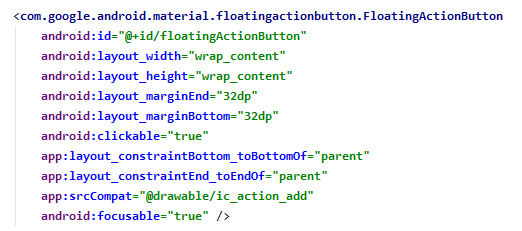 <com.google.android.material.floatingactionbutton.FloatingActionButton
android:id="@+id/floatingActionButton"
android:layout_width="wrap_content"
android:layout_height="wrap_content"
android:layout_marginEnd="32dp"
android:layout_marginBottom="32dp"
android:clickable="true"
app:layout_constraintBottom_toBottomOf="parent"
app:layout_constraintEnd_toEndOf="parent"
app:srcCompat="@drawable/ic_action_add"
android:focusable="true" />